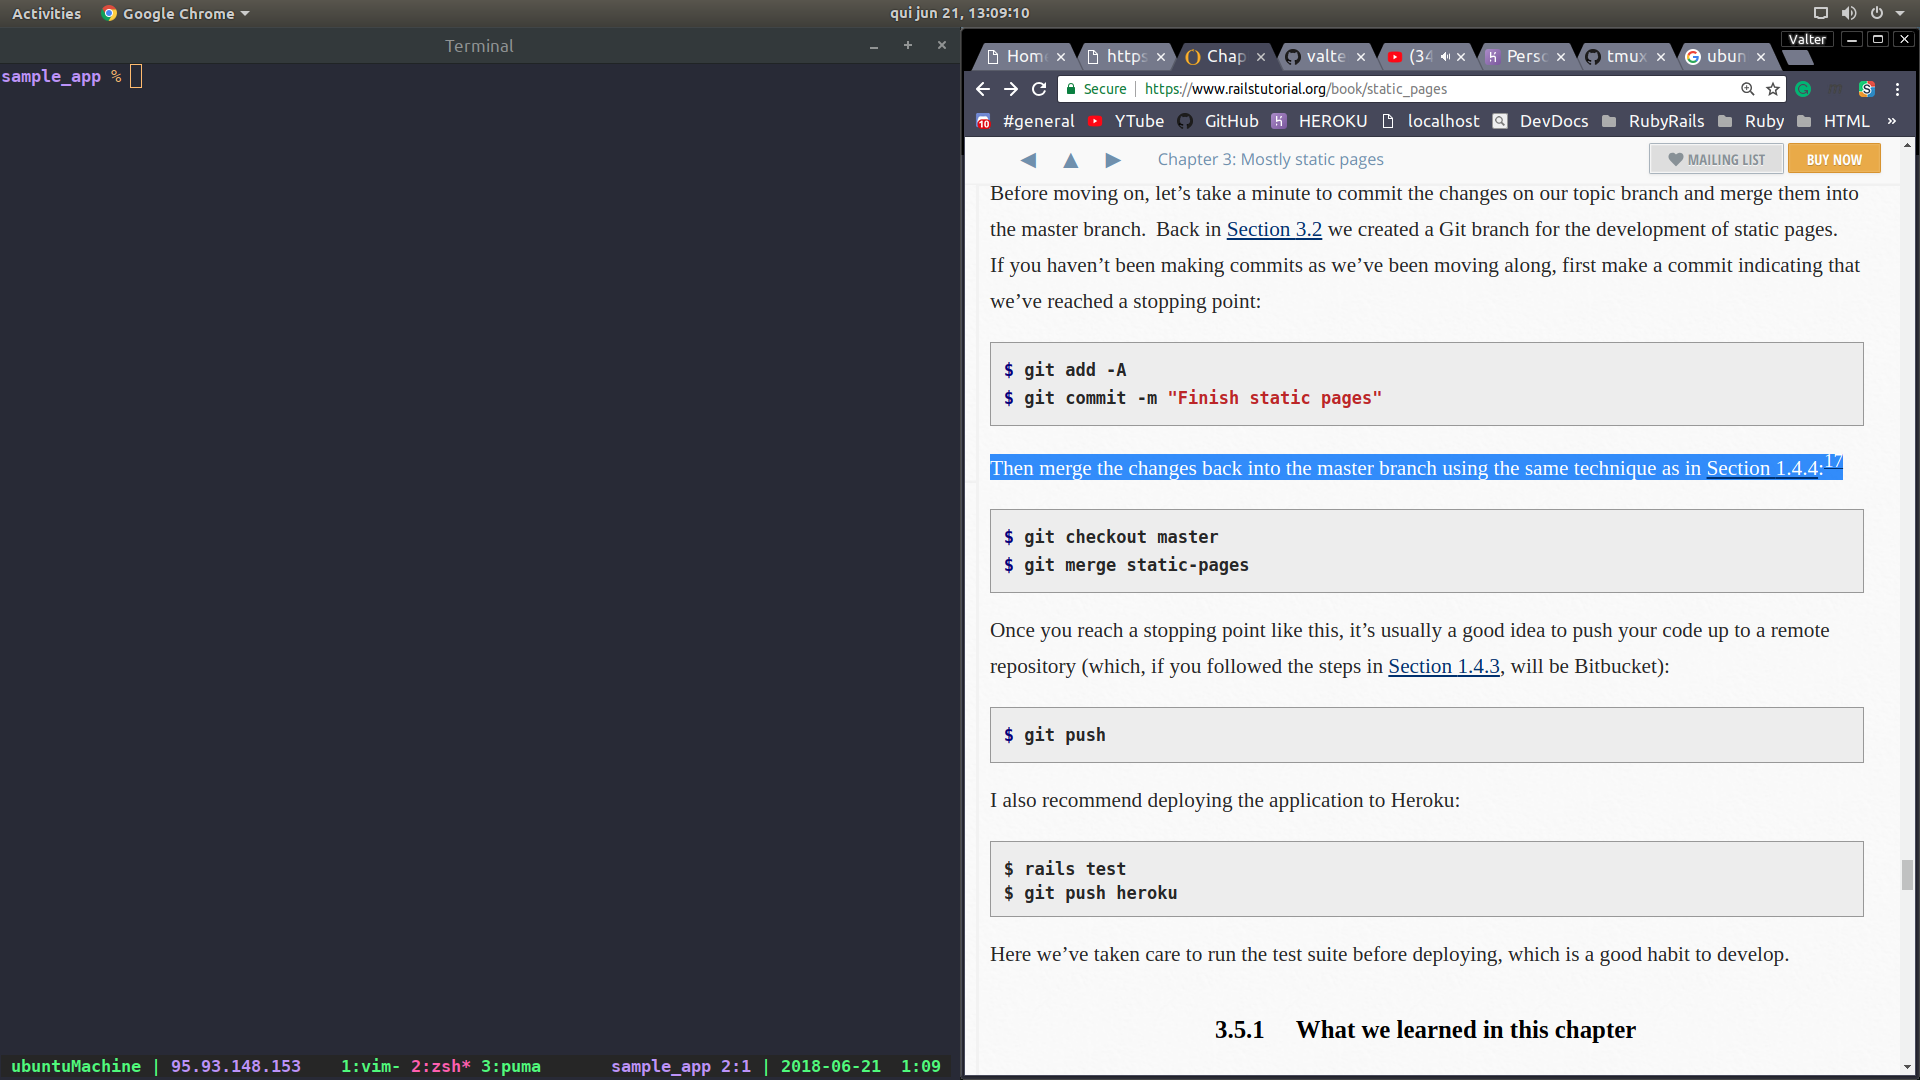 Activities Google Chrome qui jun 21, 13:09:10
Terminal
sample_app %
ubuntuMachine | 95.93.148.153 1:vim- 2:zsh* 3:puma sample_app 2:1 | 2018-06-21 1:09
Valter
Hom https Chap valte (34 Perso tmux ubun
Secure https://www.railstutorial.org/book/static_pages
10 #general YTube GitHub HEROKU localhost DevDocs RubyRails Ruby HTML »
Chapter 3: Mostly static pages MAILING LIST BUY NOW
Before moving on, let’s take a minute to commit the changes on our topic branch and merge them into
the master branch. Back in Section 3.2 we created a Git branch for the development of static pages.
If you haven’t been making commits as we’ve been moving along, first make a commit indicating that
we’ve reached a stopping point:
$ git add -A
$ git commit -m "Finish static pages"
Then merge the changes back into the master branch using the same technique as in Section 1.4.4:17
$ git checkout master
$ git merge static-pages
Once you reach a stopping point like this, it’s usually a good idea to push your code up to a remote
repository (which, if you followed the steps in Section 1.4.3, will be Bitbucket):
$ git push
I also recommend deploying the application to Heroku:
$ rails test
$ git push heroku
Here we’ve taken care to run the test suite before deploying, which is a good habit to develop.
3.5.1 What we learned in this chapter